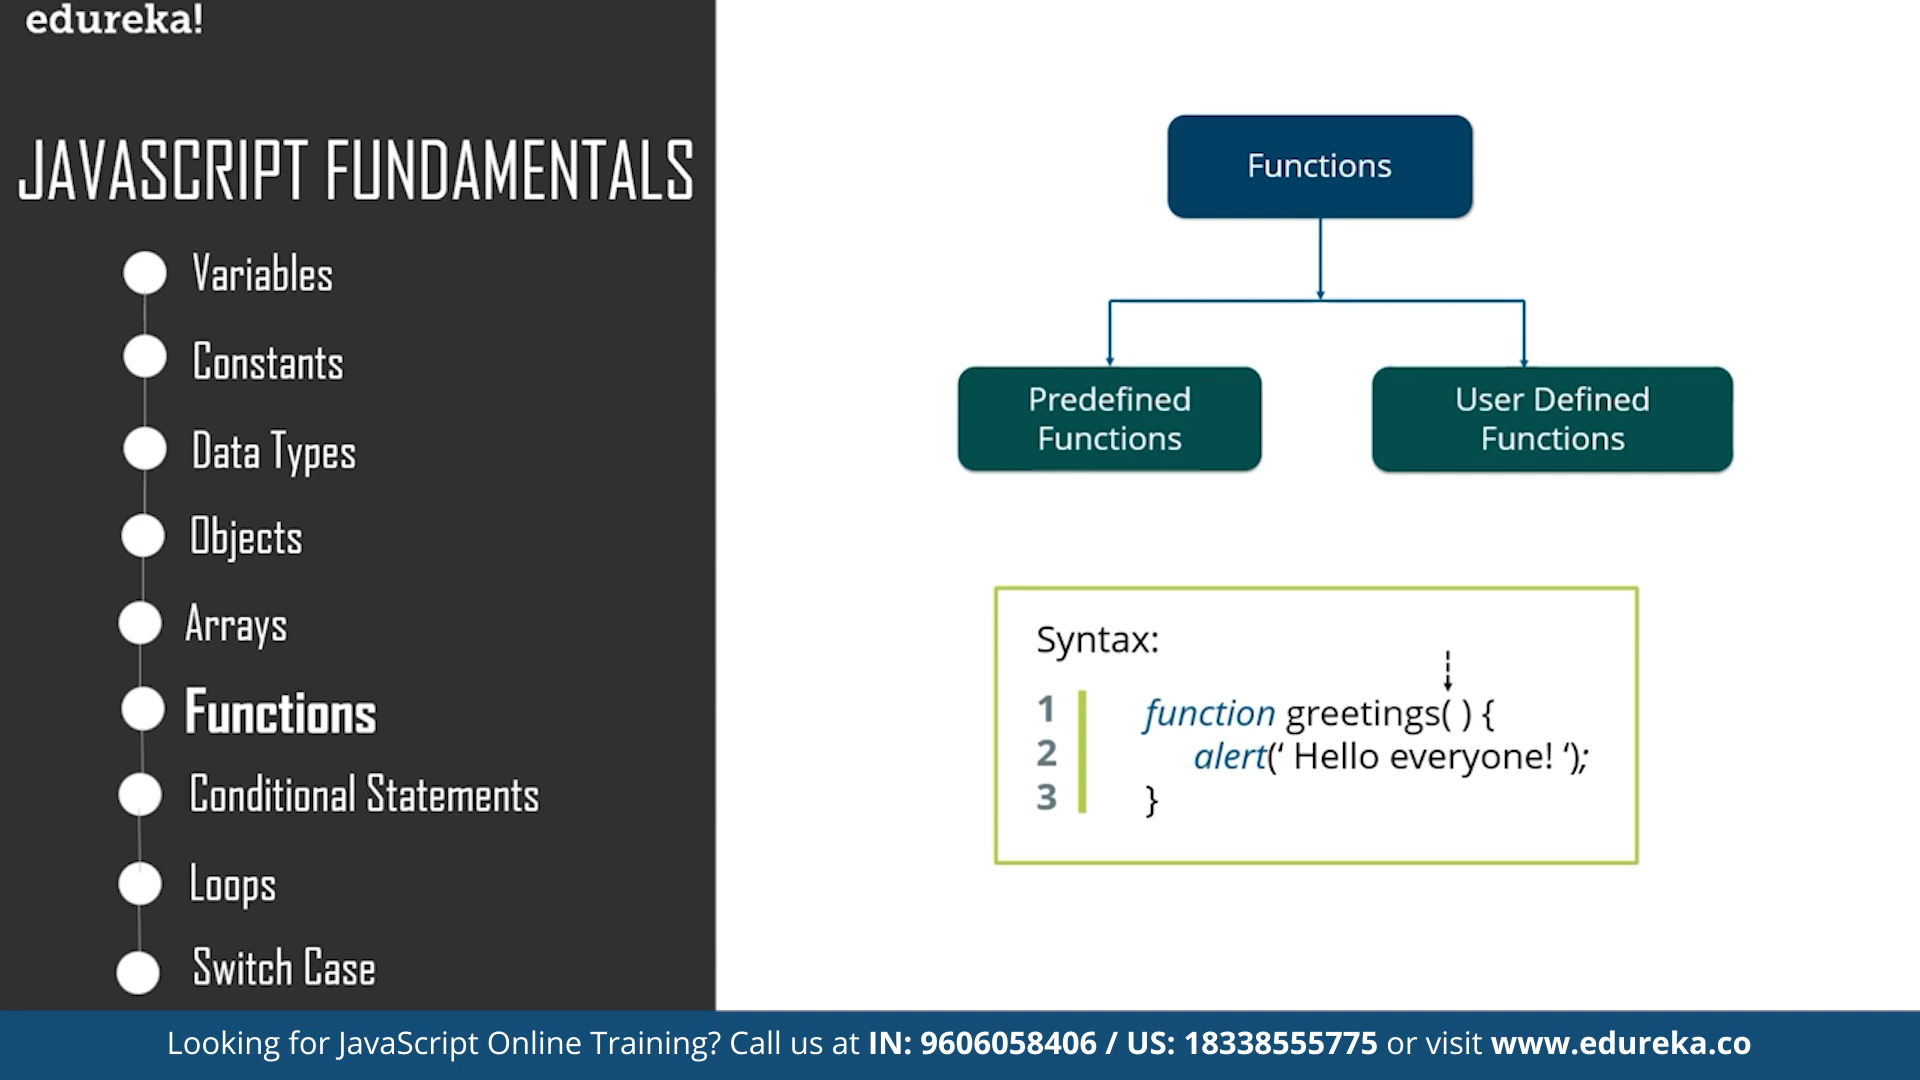 edureka!
JAVASCRIPT FUNDAMENTALS
Variables
Constants
Data Types
Objects
Arrays
Functions
Conditional Statements
Loops
Switch Case
Functions
Predefined
Functions
User Defined
Functions
Syntax:
1 function greetings( ) {
2 alert(‘ Hello everyone! ‘);
3 }
Looking for JavaScript Online Training? Call us at IN: 9606058406 / US: 18338555775 or visit www.edureka.co